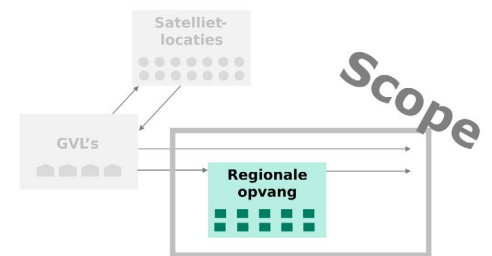 Satelliet-
locaties
Scope
GVL's
Regionale
opvang